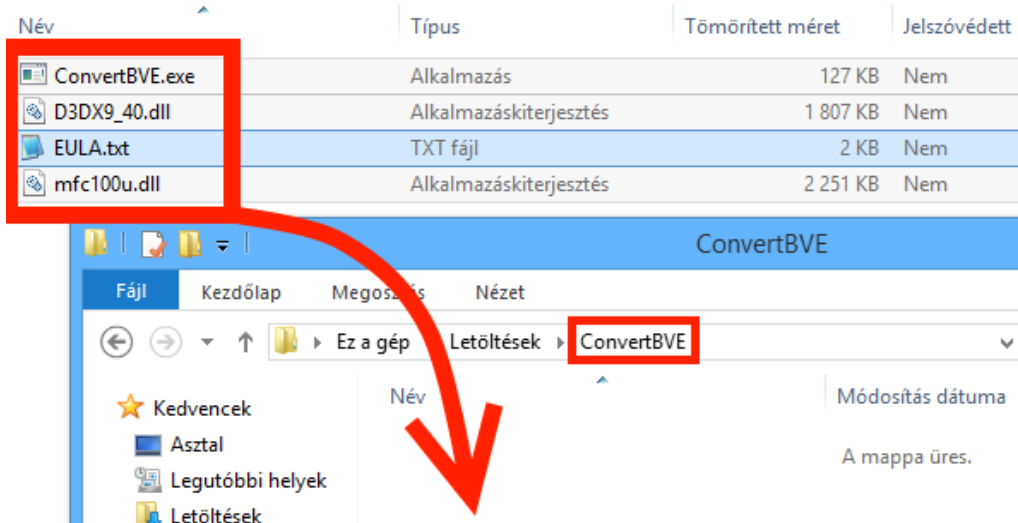 Név Típus Tömörített méret Jelszóvédett
ConvertBVE.exe Alkalmazás 127 KB Nem
D3DX9_40.dll Alkalmazáskiterjesztés 1 807 KB Nem
EULA.txt TXT fájl 2 KB Nem
mfc100u.dll Alkalmazáskiterjesztés 2 251 KB Nem
ConvertBVE
Fájl Kezdőlap Megosztás Nézet
Ez a gép Letöltések ConvertBVE
Név Módosítás dátuma
Kedvencek
Asztal A mappa üres.
Legutóbbi helyek
Letöltések